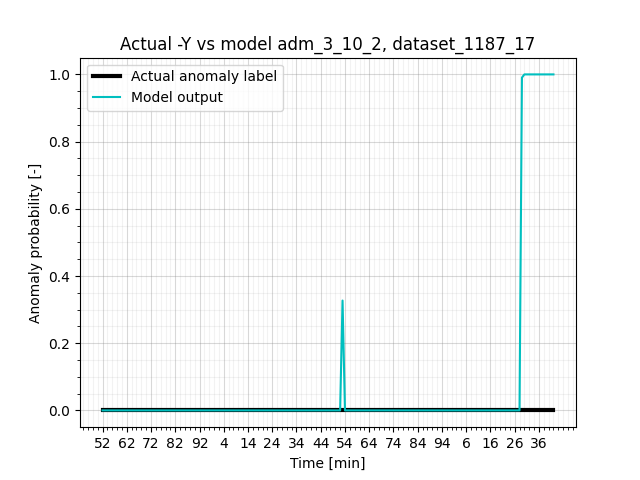 Actual -Y vs model adm_3_10_2, dataset_1187_17
Actual anomaly label
Model output
Anomaly probability [-]
1.0
0.8
0.6
0.4
0.2
0.0
52 62 72 82 92 4 14 24 34 44 54 64 74 84 94 6 16 26 36
Time [min]